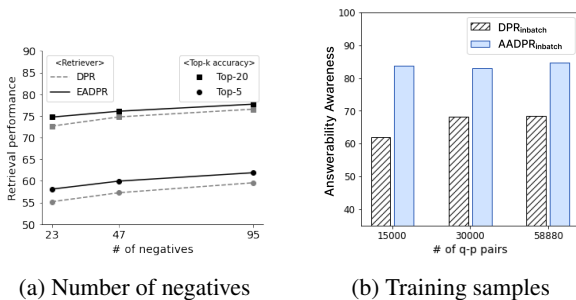 90
85
80
75
70
65
60
55
50
Retrieval performance
<Retriever>
DPR
EADPR
<Top-k accuracy>
Top-20
Top-5
23 47 95
# of negatives
(a) Number of negatives
100
90
80
70
60
50
40
Answerability Awareness
DPRinbatch
AADPRinbatch
15000 30000 58880
# of q-p pairs
(b) Training samples